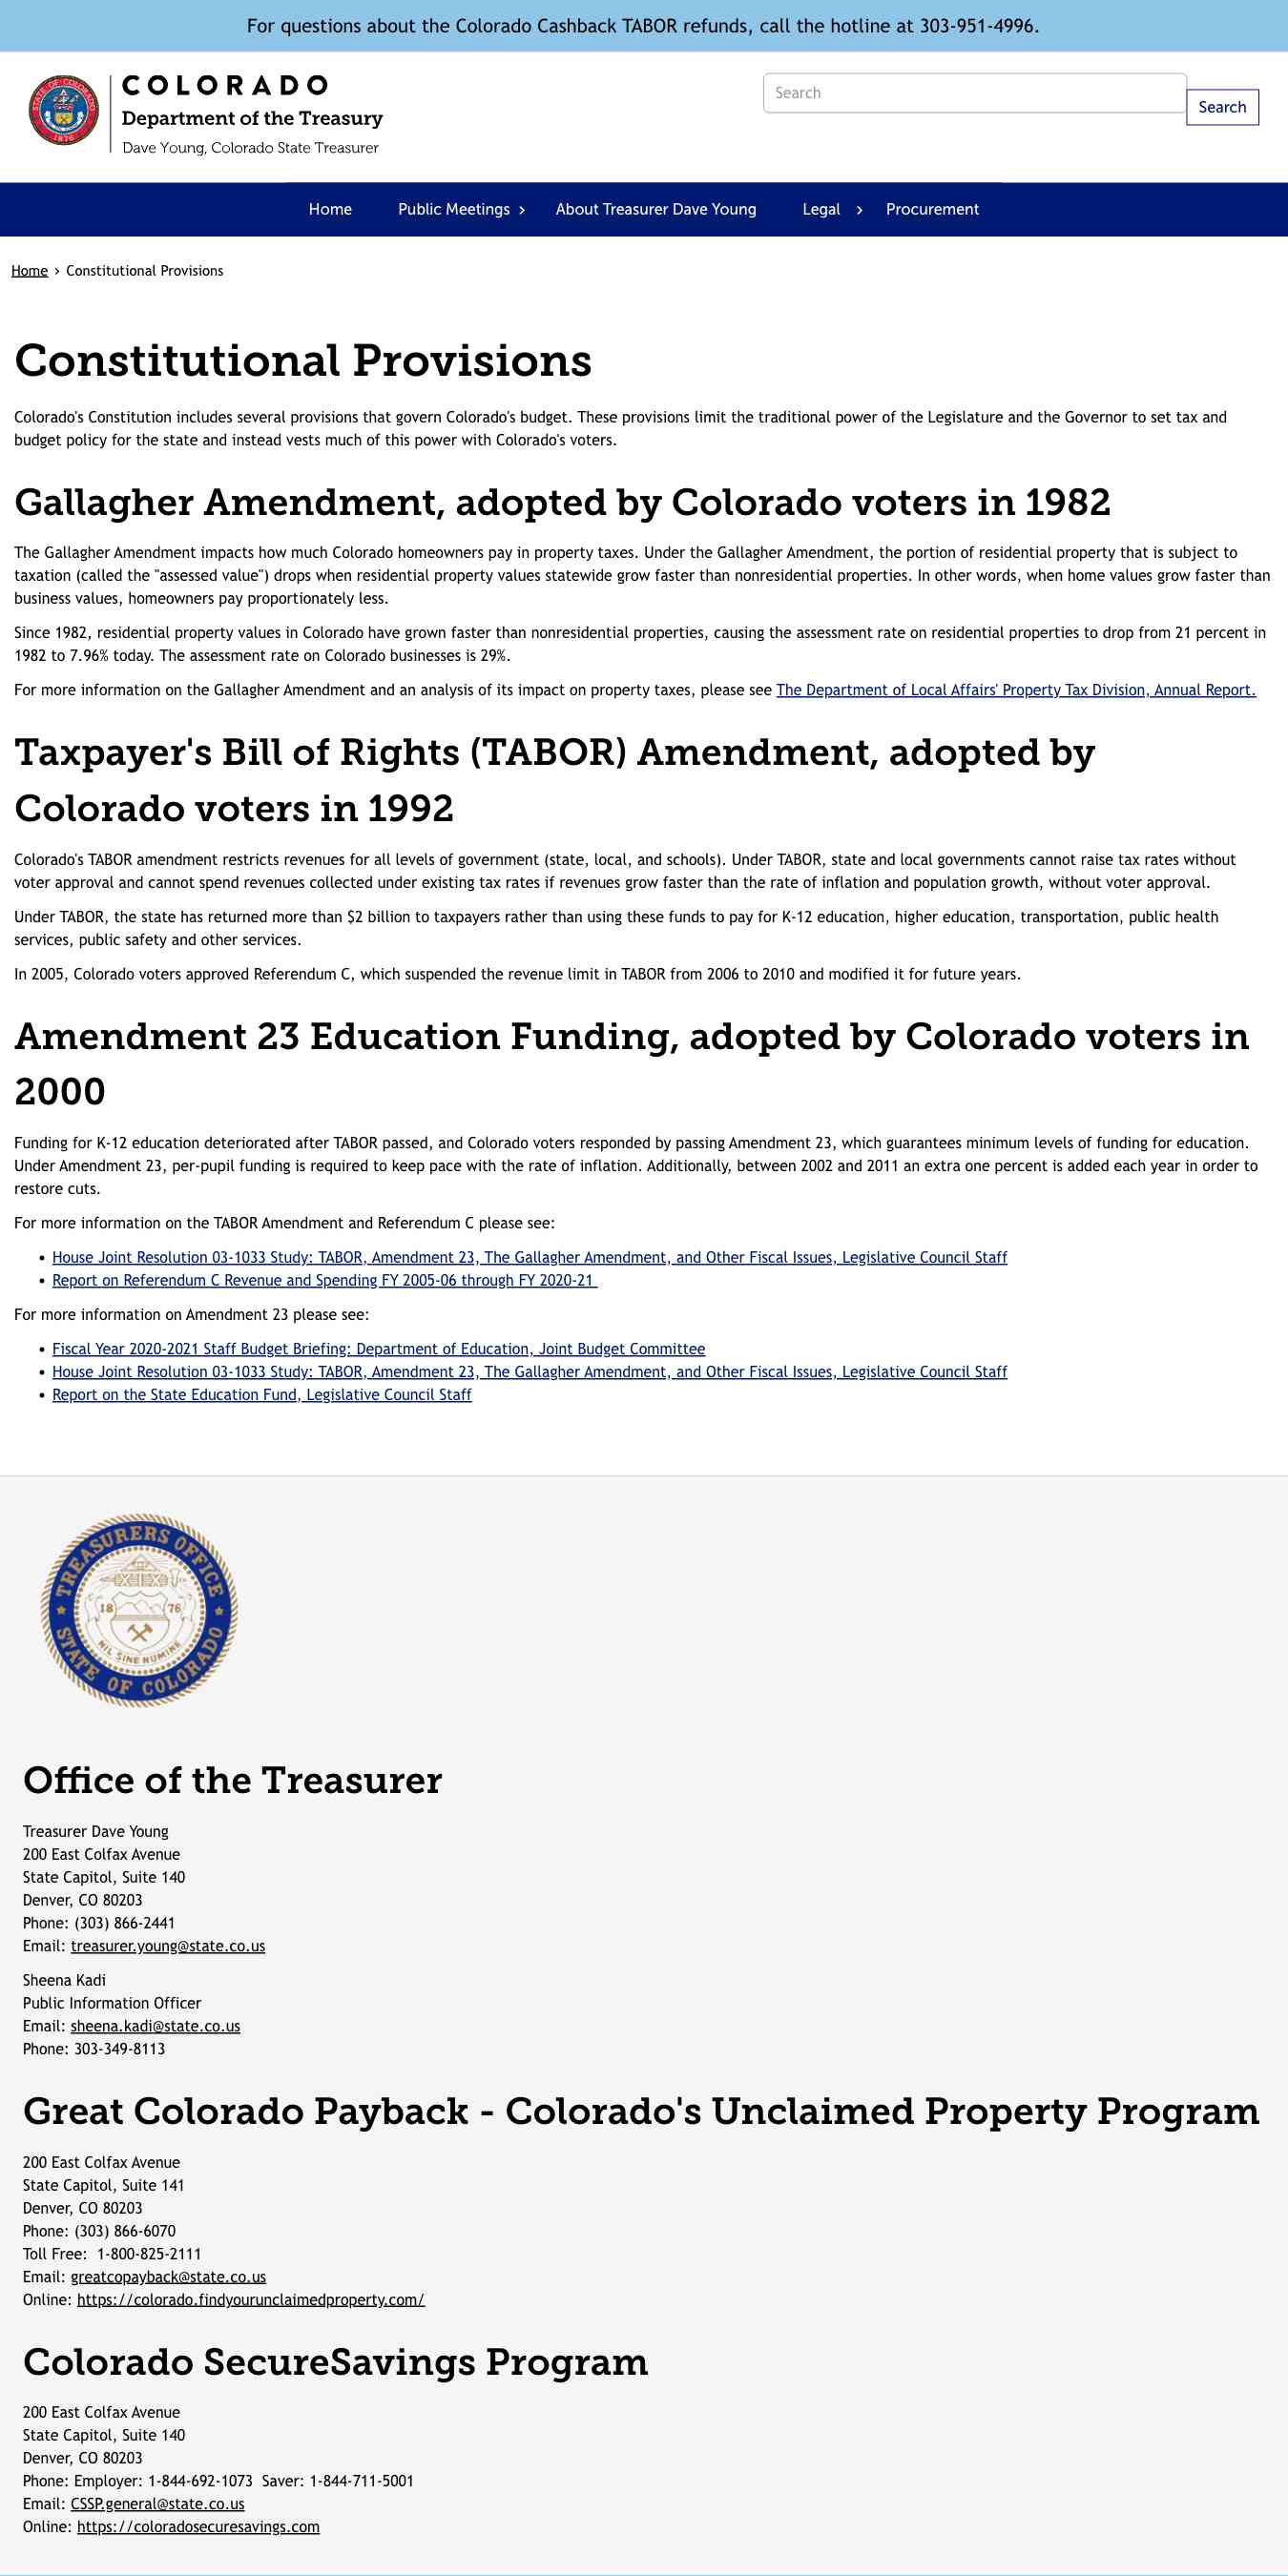 For questions about the Colorado Cashback TABOR refunds, call the hotline at 303-951-4996.
STATE OF COLORADO
1876
COLORADO
Department of the Treasury
Dave Young, Colorado State Treasurer
Search
Search
Home
Public Meetings
About Treasurer Dave Young
Legal
Procurement
Home › Constitutional Provisions
Constitutional Provisions
Colorado's Constitution includes several provisions that govern Colorado's budget. These provisions limit the traditional power of the Legislature and the Governor to set tax and
budget policy for the state and instead vests much of this power with Colorado's voters.
Gallagher Amendment, adopted by Colorado voters in 1982
The Gallagher Amendment impacts how much Colorado homeowners pay in property taxes. Under the Gallagher Amendment, the portion of residential property that is subject to
taxation (called the "assessed value") drops when residential property values statewide grow faster than nonresidential properties. In other words, when home values grow faster than
business values, homeowners pay proportionately less.
Since 1982, residential property values in Colorado have grown faster than nonresidential properties, causing the assessment rate on residential properties to drop from 21 percent in
1982 to 7.96% today. The assessment rate on Colorado businesses is 29%.
For more information on the Gallagher Amendment and an analysis of its impact on property taxes, please see The Department of Local Affairs' Property Tax Division, Annual Report.
Taxpayer's Bill of Rights (TABOR) Amendment, adopted by
Colorado voters in 1992
Colorado's TABOR amendment restricts revenues for all levels of government (state, local, and schools). Under TABOR, state and local governments cannot raise tax rates without
voter approval and cannot spend revenues collected under existing tax rates if revenues grow faster than the rate of inflation and population growth, without voter approval.
Under TABOR, the state has returned more than $2 billion to taxpayers rather than using these funds to pay for K-12 education, higher education, transportation, public health
services, public safety and other services.
In 2005, Colorado voters approved Referendum C, which suspended the revenue limit in TABOR from 2006 to 2010 and modified it for future years.
Amendment 23 Education Funding, adopted by Colorado voters in
2000
Funding for K-12 education deteriorated after TABOR passed, and Colorado voters responded by passing Amendment 23, which guarantees minimum levels of funding for education.
Under Amendment 23, per-pupil funding is required to keep pace with the rate of inflation. Additionally, between 2002 and 2011 an extra one percent is added each year in order to
restore cuts.
For more information on the TABOR Amendment and Referendum C please see:
• House Joint Resolution 03-1033 Study: TABOR, Amendment 23, The Gallagher Amendment, and Other Fiscal Issues, Legislative Council Staff
• Report on Referendum C Revenue and Spending FY 2005-06 through FY 2020-21
For more information on Amendment 23 please see:
• Fiscal Year 2020-2021 Staff Budget Briefing: Department of Education, Joint Budget Committee
• House Joint Resolution 03-1033 Study: TABOR, Amendment 23, The Gallagher Amendment, and Other Fiscal Issues, Legislative Council Staff
• Report on the State Education Fund, Legislative Council Staff
TREASURERS OFFICE
18 76
NIL SINE NUMINE
STATE OF COLORADO
Office of the Treasurer
Treasurer Dave Young
200 East Colfax Avenue
State Capitol, Suite 140
Denver, CO 80203
Phone: (303) 866-2441
Email: treasurer.young@state.co.us
Sheena Kadi
Public Information Officer
Email: sheena.kadi@state.co.us
Phone: 303-349-8113
Great Colorado Payback - Colorado's Unclaimed Property Program
200 East Colfax Avenue
State Capitol, Suite 141
Denver, CO 80203
Phone: (303) 866-6070
Toll Free: 1-800-825-2111
Email: greatcopayback@state.co.us
Online: https://colorado.findyourunclaimedproperty.com/
Colorado SecureSavings Program
200 East Colfax Avenue
State Capitol, Suite 140
Denver, CO 80203
Phone: Employer: 1-844-692-1073 Saver: 1-844-711-5001
Email: CSSP.general@state.co.us
Online: https://coloradosecuresavings.com